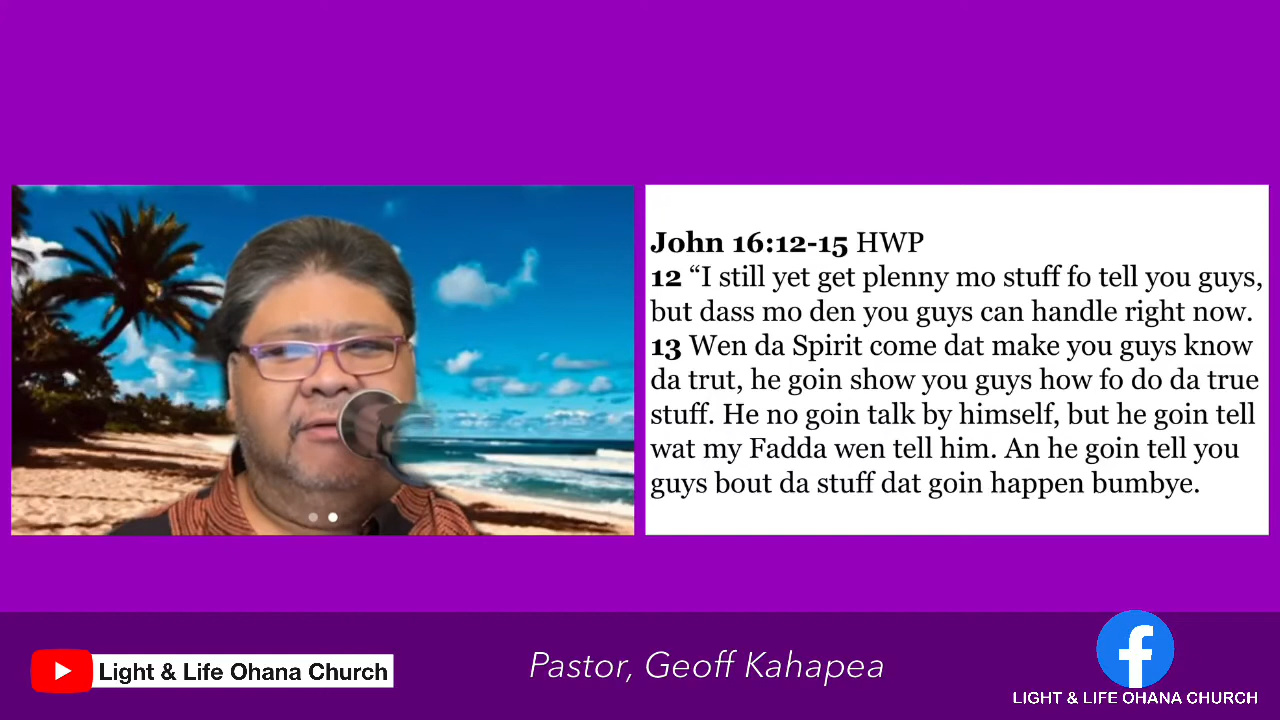 John 16:12-15 HWP
12 “I still yet get plenny mo stuff fo tell you guys,
but dass mo den you guys can handle right now.
13 Wen da Spirit come dat make you guys know
da trut, he goin show you guys how fo do da true
stuff. He no goin talk by himself, but he goin tell
wat my Fadda wen tell him. An he goin tell you
guys bout da stuff dat goin happen bumbye.
Light & Life Ohana Church
Pastor, Geoff Kahapea
LIGHT & LIFE OHANA CHURCH